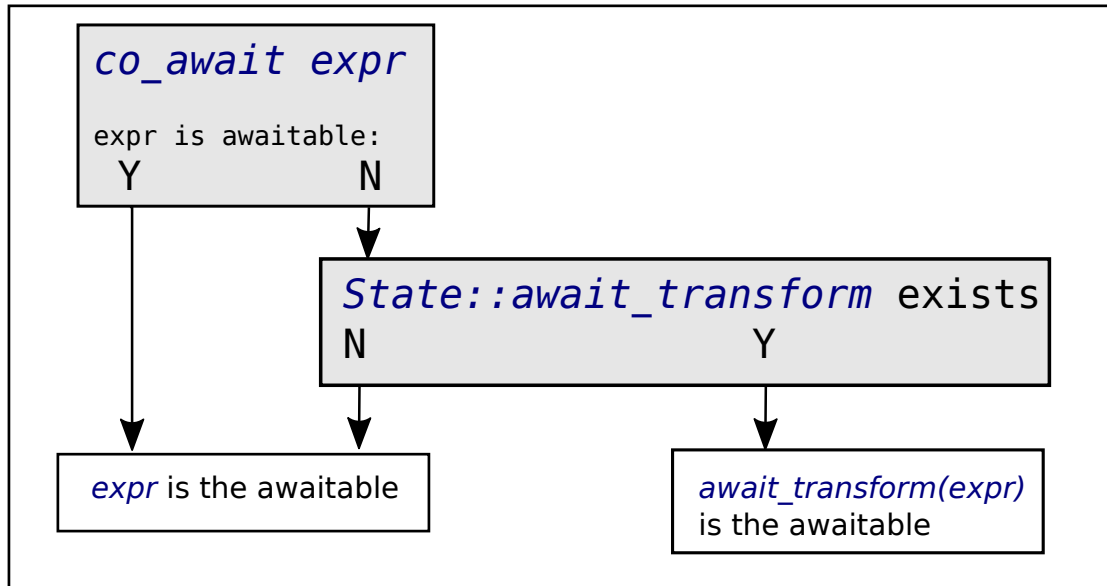 co_await expr
expr is awaitable:
Y N
State::await_transform exists
N Y
expr is the awaitable
await_transform(expr)
is the awaitable